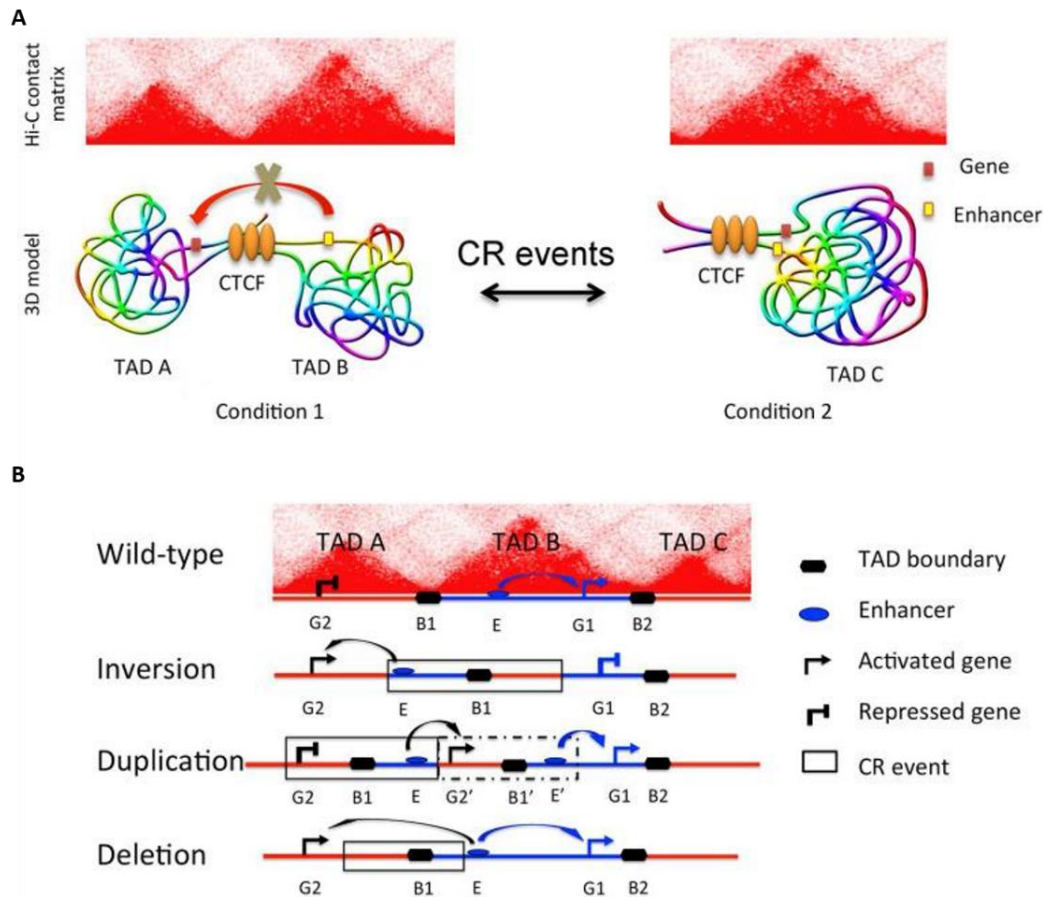 A
Hi-C contact
matrix
Gene
Enhancer
3D model
CTCF
CTCF
CR events
TAD A
TAD B
TAD C
Condition 1
Condition 2
B
Wild-type
TAD A
TAD B
TAD C
G2
B1
E
G1
B2
TAD boundary
Enhancer
Activated gene
Repressed gene
CR event
Inversion
G2
E
B1
G1
B2
Duplication
G2
B1
E
G2’
B1’
E’
G1
B2
Deletion
G2
B1
E
G1
B2